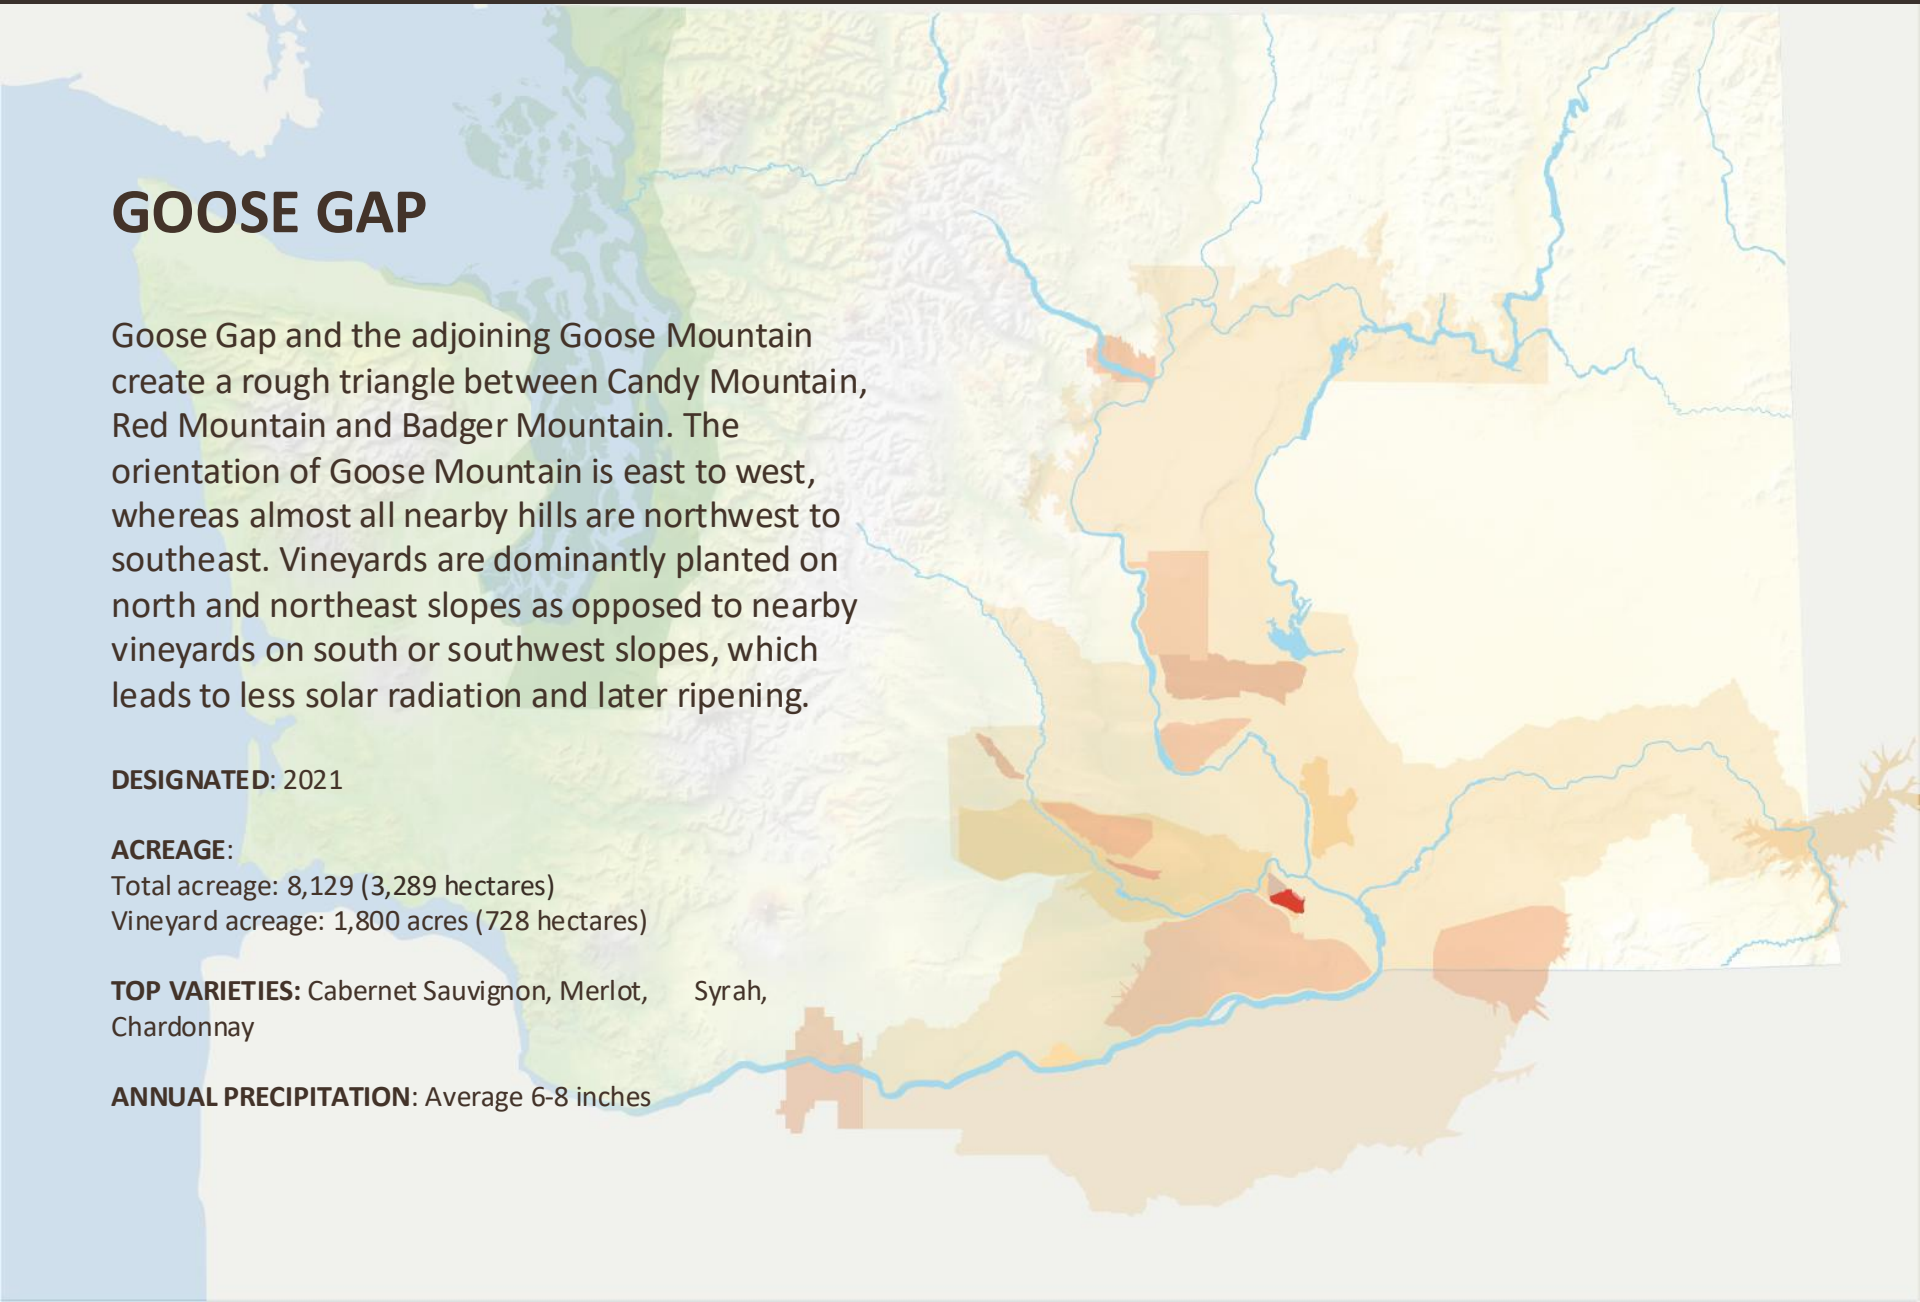 GOOSE GAP
Goose Gap and the adjoining Goose Mountain
create a rough triangle between Candy Mountain,
Red Mountain and Badger Mountain. The
orientation of Goose Mountain is east to west,
whereas almost all nearby hills are northwest to
southeast. Vineyards are dominantly planted on
north and northeast slopes as opposed to nearby
vineyards on south or southwest slopes, which
leads to less solar radiation and later ripening.
DESIGNATED: 2021
ACREAGE:
Total acreage: 8,129 (3,289 hectares)
Vineyard acreage: 1,800 acres (728 hectares)
TOP VARIETIES: Cabernet Sauvignon, Merlot, Syrah,
Chardonnay
ANNUAL PRECIPITATION: Average 6-8 inches